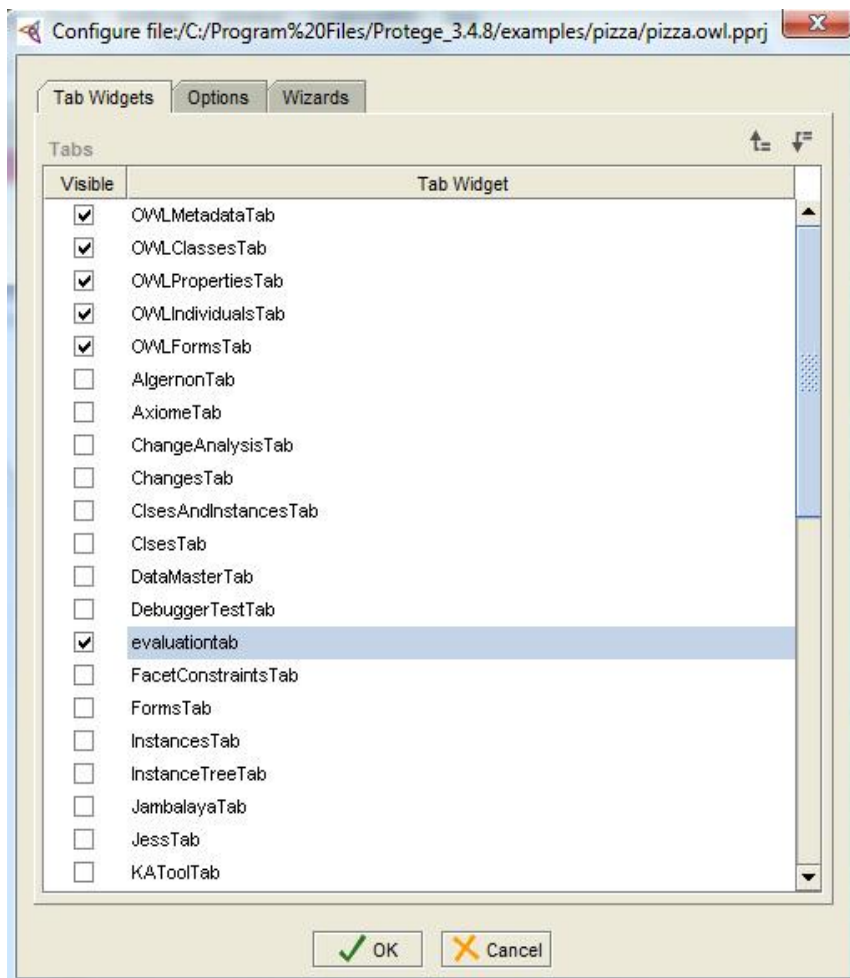 Configure file:/C:/Program%20Files/Protege_3.4.8/examples/pizza/pizza.owl.pprj
Tab Widgets Options Wizards
Tabs
Visible Tab Widget
OWLMetadataTab
OWLClassesTab
OWLPropertiesTab
OWLIndividualsTab
OWLFormsTab
AlgernonTab
AxiomeTab
ChangeAnalysisTab
ChangesTab
ClsesAndInstancesTab
ClsesTab
DataMasterTab
DebuggerTestTab
evaluationtab
FacetConstraintsTab
FormsTab
InstancesTab
InstanceTreeTab
JambalayaTab
JessTab
KAToolTab
OK Cancel